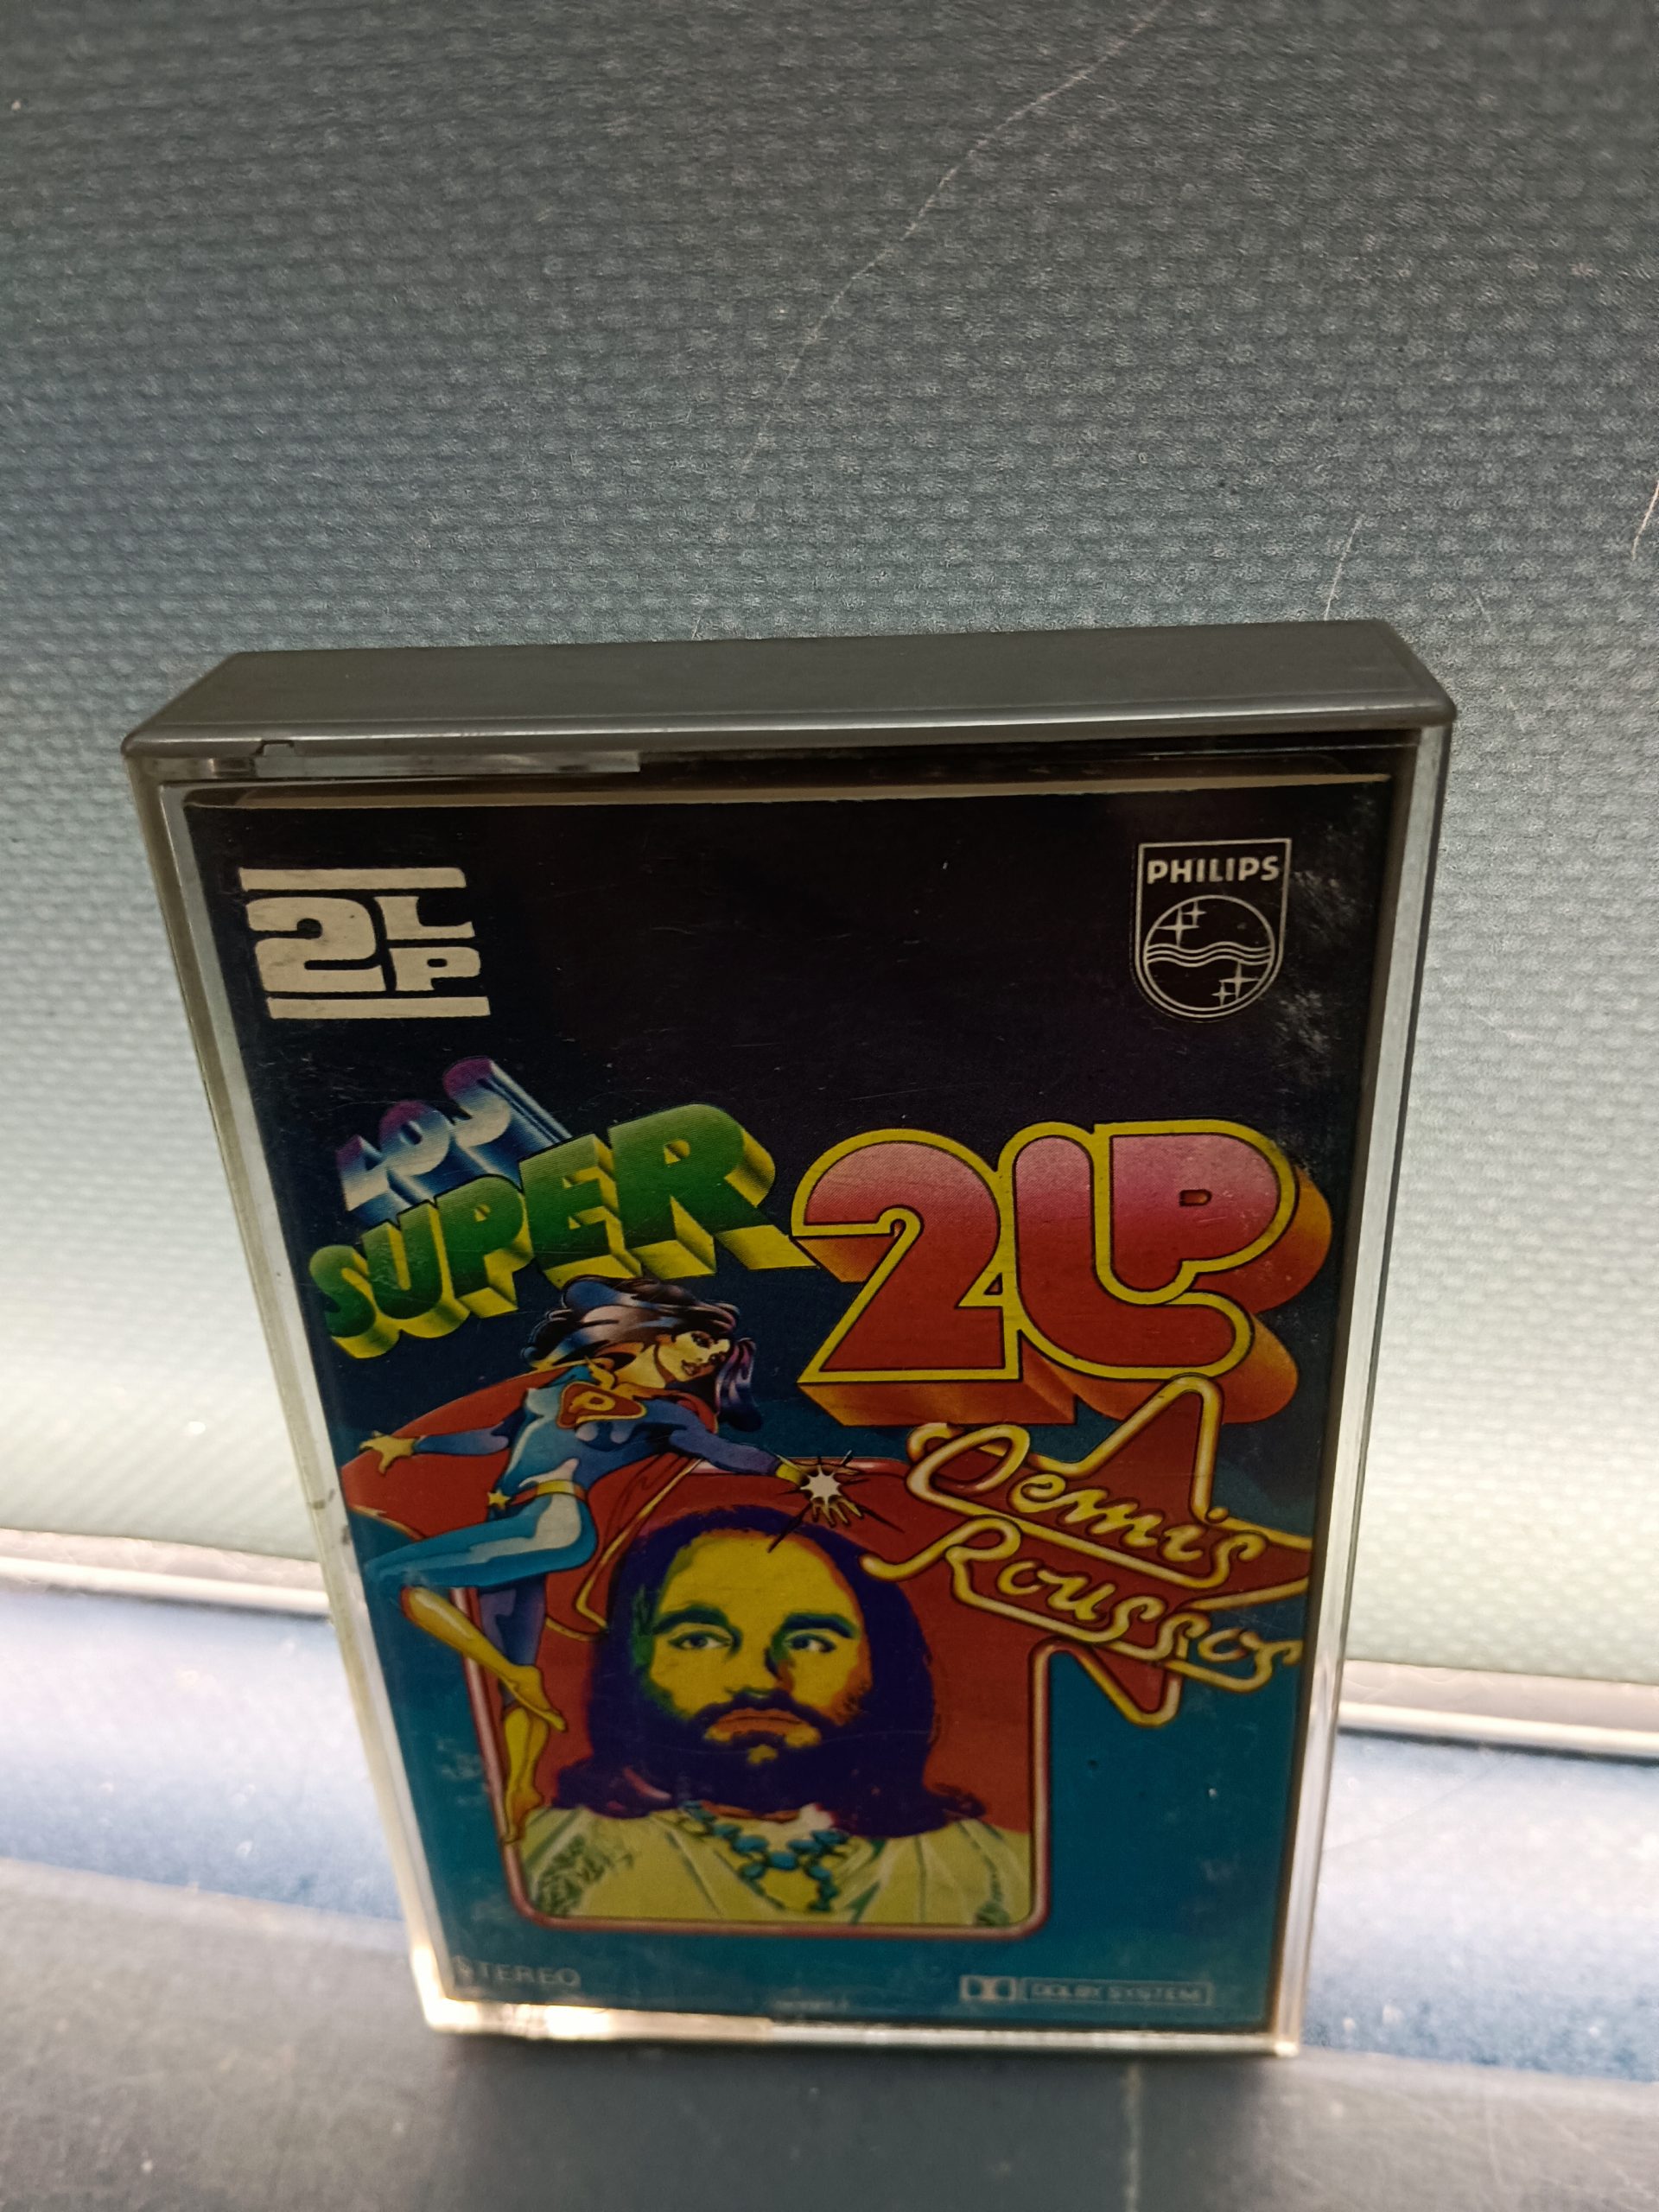 2LP
PHILIPS
LOS
SUPER 2LP
Demis
Roussos
P
STEREO
DOLBY SYSTEM